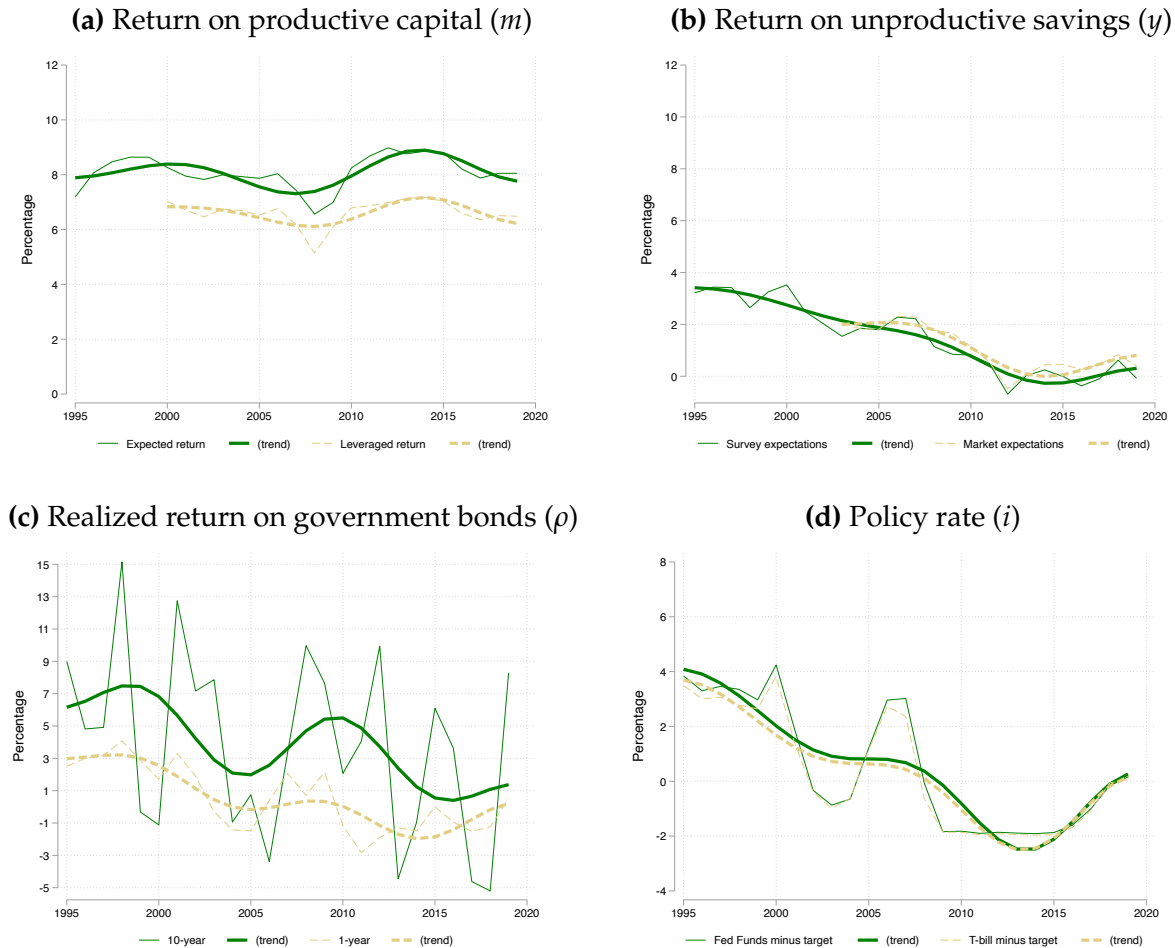 (a) Return on productive capital (m)
Percentage
12
10
8
6
4
2
0
1995 2000 2005 2010 2015 2020
Expected return (trend) Leveraged return (trend)
(b) Return on unproductive savings (y)
Percentage
12
10
8
6
4
2
0
1995 2000 2005 2010 2015 2020
Survey expectations (trend) Market expectations (trend)
(c) Realized return on government bonds (ρ)
Percentage
15
13
11
9
7
5
3
1
-1
-3
-5
1995 2000 2005 2010 2015 2020
10-year (trend) 1-year (trend)
(d) Policy rate (i)
Percentage
8
6
4
2
0
-2
-4
1995 2000 2005 2010 2015 2020
Fed Funds minus target (trend) T-bill minus target (trend)